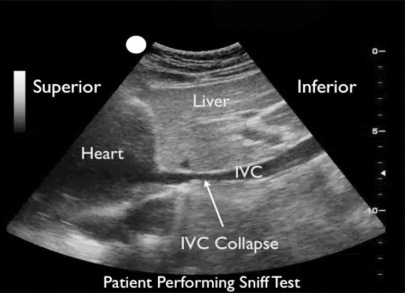 Superior
Inferior
Liver
Heart
IVC
IVC Collapse
Patient Performing Sniff Test
0
5
10